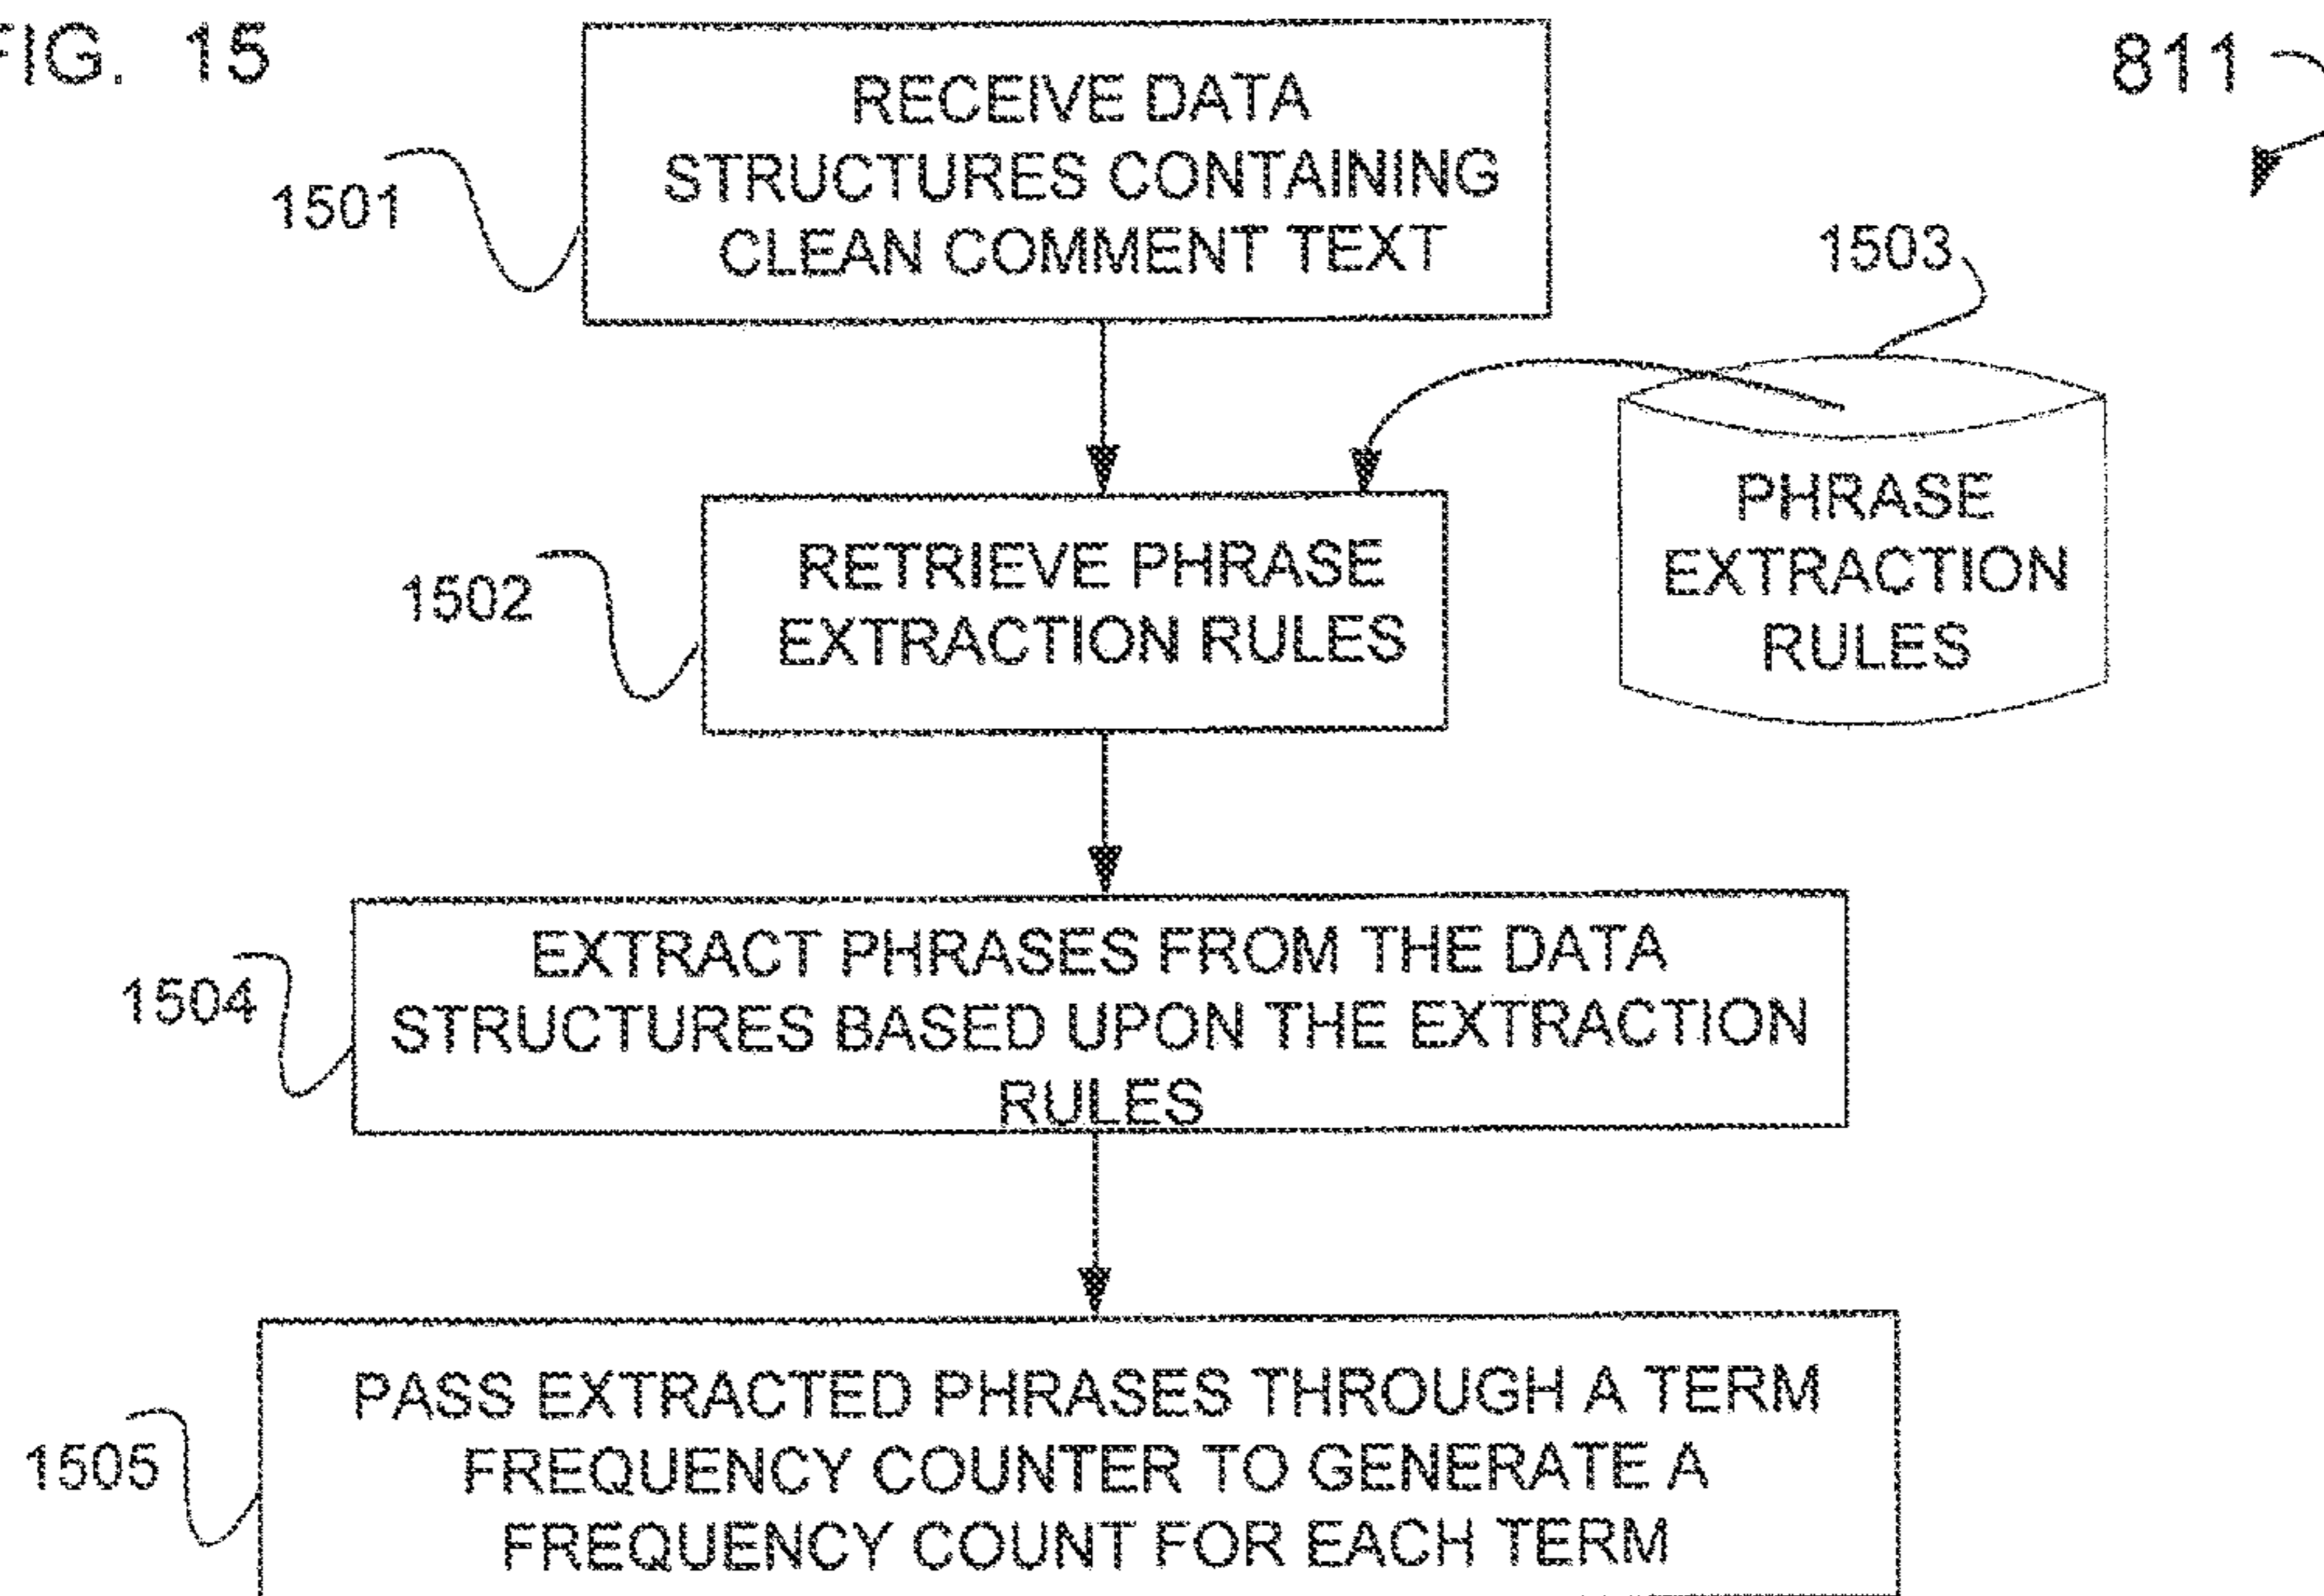 FIG. 15
811
RECEIVE DATA
STRUCTURES CONTAINING
CLEAN COMMENT TEXT
1501
1503
RETRIEVE PHRASE
EXTRACTION RULES
1502
PHRASE
EXTRACTION
RULES
EXTRACT PHRASES FROM THE DATA
STRUCTURES BASED UPON THE EXTRACTION
RULES
1504
PASS EXTRACTED PHRASES THROUGH A TERM
FREQUENCY COUNTER TO GENERATE A
FREQUENCY COUNT FOR EACH TERM
1505